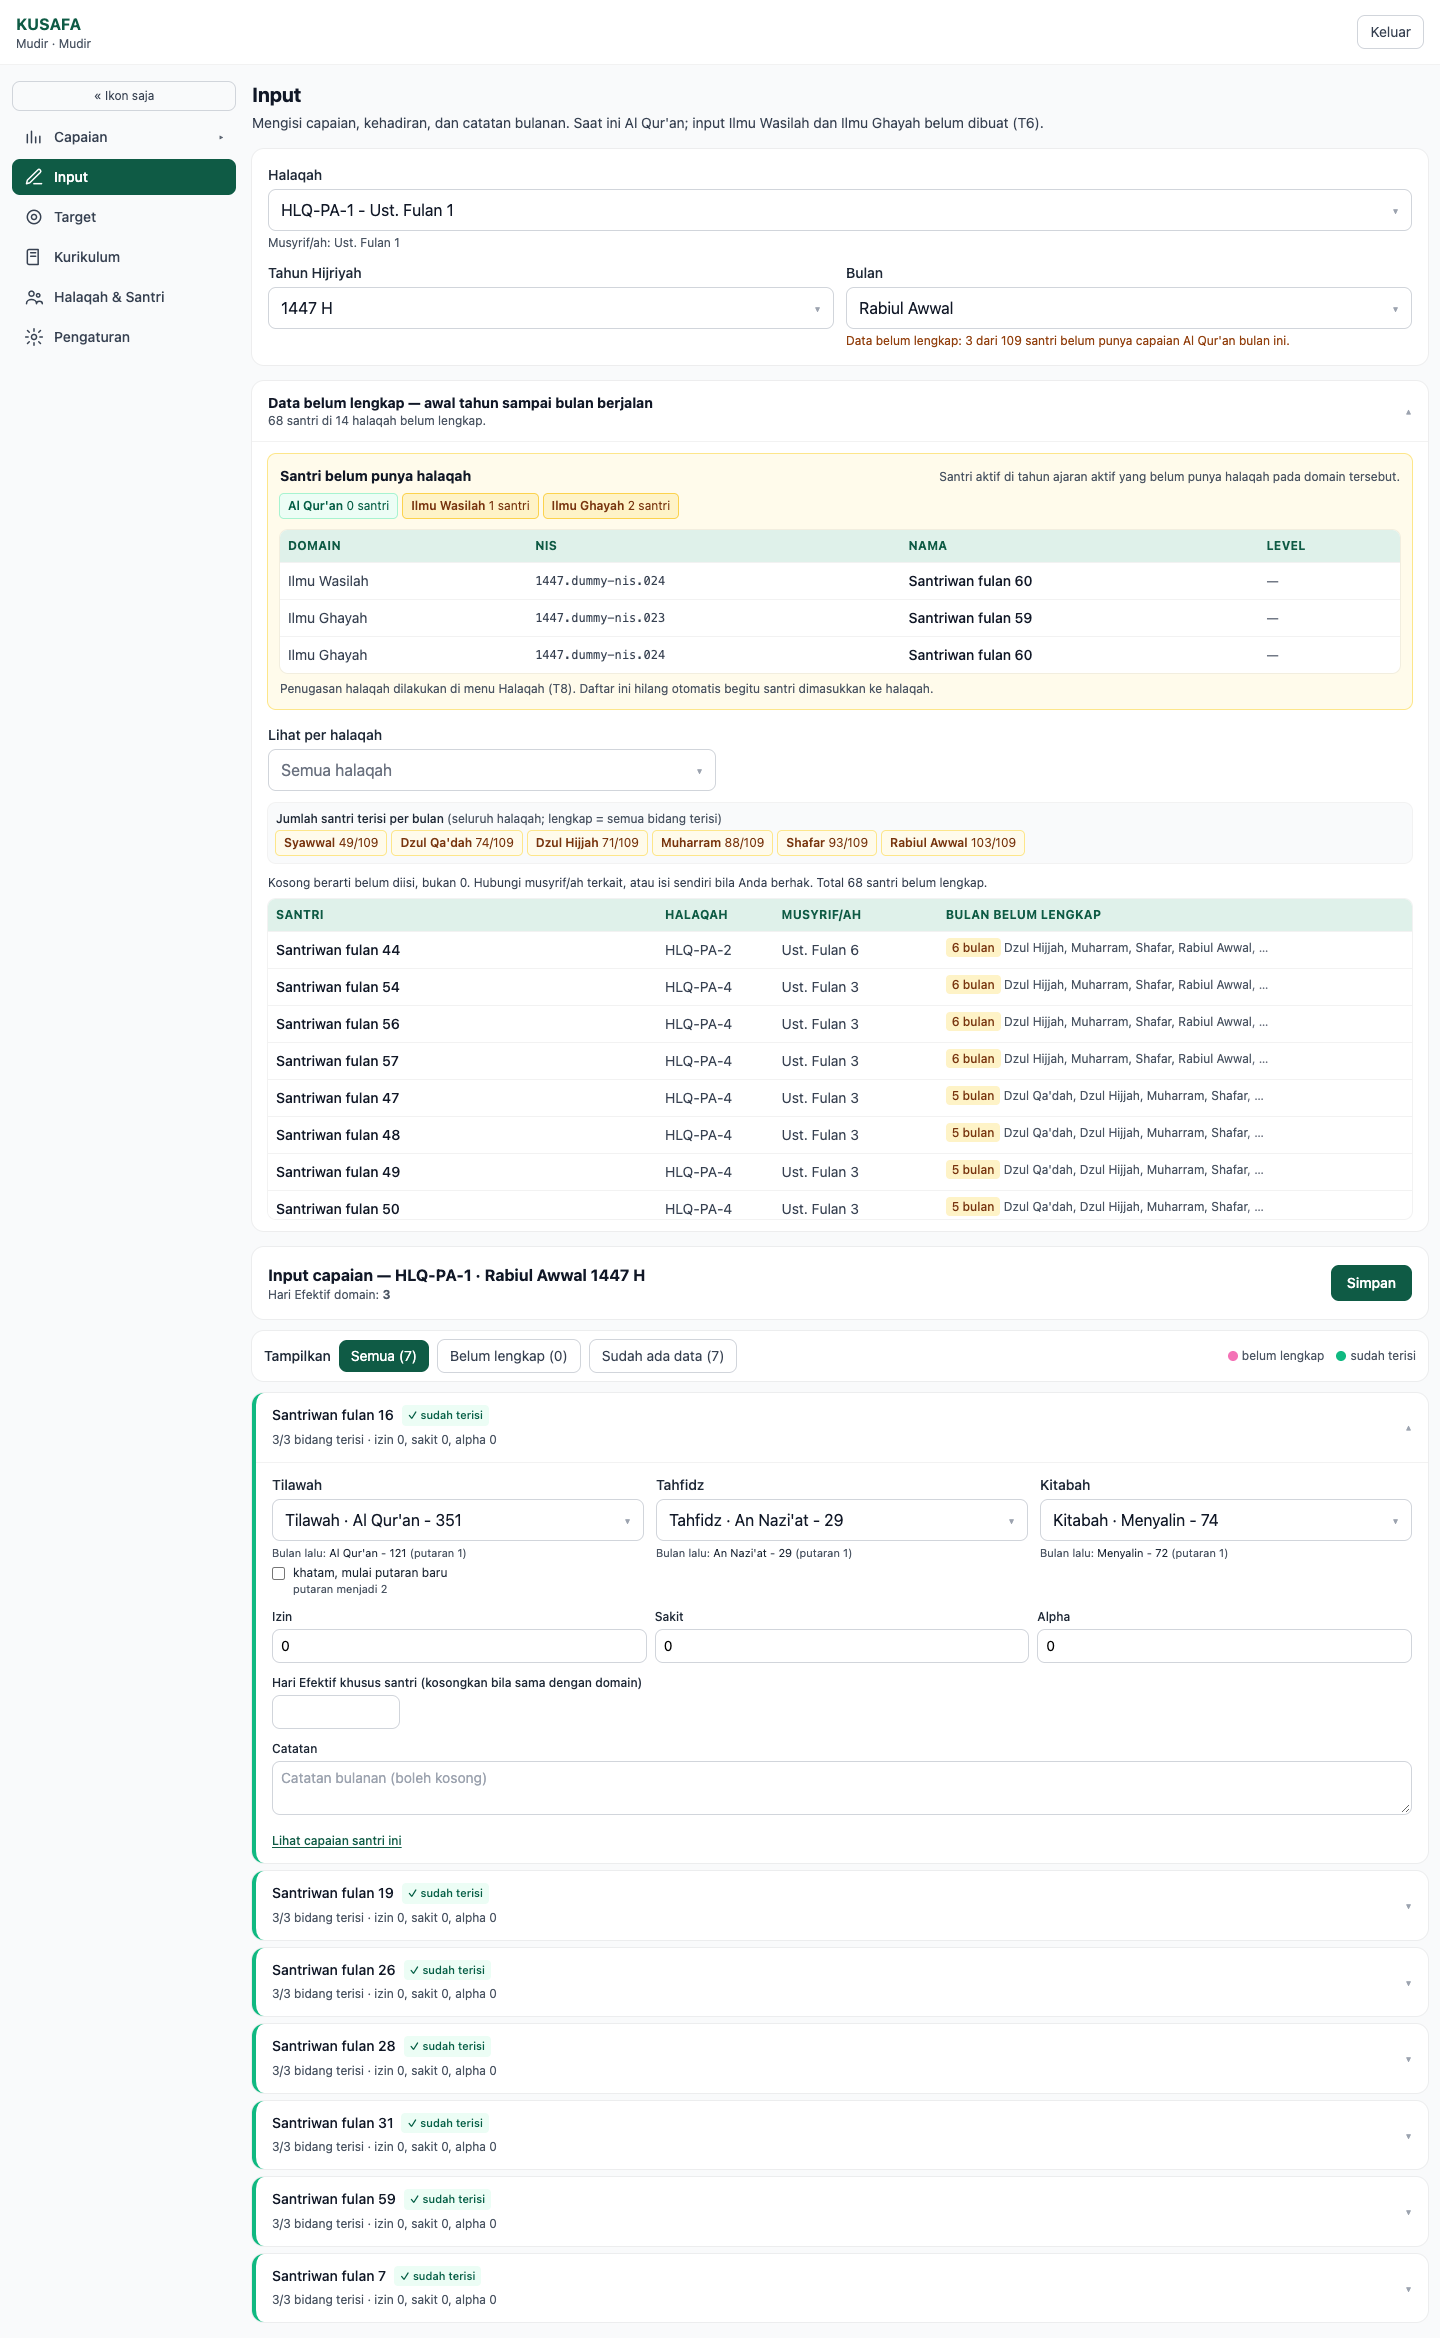 KUSAFA
Mudir · Mudir
Keluar
« Ikon saja
Capaian
Input
Target
Kurikulum
Halaqah & Santri
Pengaturan
Input
Mengisi capaian, kehadiran, dan catatan bulanan. Saat ini Al Qur'an; input Ilmu Wasilah dan Ilmu Ghayah belum dibuat (T6).
Halaqah
HLQ-PA-1 - Ust. Fulan 1
Musyrif/ah: Ust. Fulan 1
Tahun Hijriyah
Bulan
1447 H
Rabiul Awwal
Data belum lengkap: 3 dari 109 santri belum punya capaian Al Qur'an bulan ini.
Data belum lengkap — awal tahun sampai bulan berjalan
68 santri di 14 halaqah belum lengkap.
Santri belum punya halaqah
Santri aktif di tahun ajaran aktif yang belum punya halaqah pada domain tersebut.
Al Qur'an 0 santri Ilmu Wasilah 1 santri Ilmu Ghayah 2 santri
DOMAIN NIS NAMA LEVEL
Ilmu Wasilah 1447.dummy-nis.024 Santriwan fulan 60 —
Ilmu Ghayah 1447.dummy-nis.023 Santriwan fulan 59 —
Ilmu Ghayah 1447.dummy-nis.024 Santriwan fulan 60 —
Penugasan halaqah dilakukan di menu Halaqah (T8). Daftar ini hilang otomatis begitu santri dimasukkan ke halaqah.
Lihat per halaqah
Semua halaqah
Jumlah santri terisi per bulan (seluruh halaqah; lengkap = semua bidang terisi)
Syawwal 49/109 Dzul Qa'dah 74/109 Dzul Hijjah 71/109 Muharram 88/109 Shafar 93/109 Rabiul Awwal 103/109
Kosong berarti belum diisi, bukan 0. Hubungi musyrif/ah terkait, atau isi sendiri bila Anda berhak. Total 68 santri belum lengkap.
SANTRI HALAQAH MUSYRIF/AH BULAN BELUM LENGKAP
Santriwan fulan 44 HLQ-PA-2 Ust. Fulan 6 6 bulan Dzul Hijjah, Muharram, Shafar, Rabiul Awwal, ...
Santriwan fulan 54 HLQ-PA-4 Ust. Fulan 3 6 bulan Dzul Hijjah, Muharram, Shafar, Rabiul Awwal, ...
Santriwan fulan 56 HLQ-PA-4 Ust. Fulan 3 6 bulan Dzul Hijjah, Muharram, Shafar, Rabiul Awwal, ...
Santriwan fulan 57 HLQ-PA-4 Ust. Fulan 3 6 bulan Dzul Hijjah, Muharram, Shafar, Rabiul Awwal, ...
Santriwan fulan 47 HLQ-PA-4 Ust. Fulan 3 5 bulan Dzul Qa'dah, Dzul Hijjah, Muharram, Shafar, ...
Santriwan fulan 48 HLQ-PA-4 Ust. Fulan 3 5 bulan Dzul Qa'dah, Dzul Hijjah, Muharram, Shafar, ...
Santriwan fulan 49 HLQ-PA-4 Ust. Fulan 3 5 bulan Dzul Qa'dah, Dzul Hijjah, Muharram, Shafar, ...
Santriwan fulan 50 HLQ-PA-4 Ust. Fulan 3 5 bulan Dzul Qa'dah, Dzul Hijjah, Muharram, Shafar, ...
Input capaian — HLQ-PA-1 · Rabiul Awwal 1447 H
Hari Efektif domain: 3
Simpan
Tampilkan Semua (7) Belum lengkap (0) Sudah ada data (7)
belum lengkap sudah terisi
Santriwan fulan 16 ✓ sudah terisi
3/3 bidang terisi · izin 0, sakit 0, alpha 0
Tilawah Tahfidz Kitabah
Tilawah · Al Qur'an - 351 Tahfidz · An Nazi'at - 29 Kitabah · Menyalin - 74
Bulan lalu: Al Qur'an - 121 (putaran 1) Bulan lalu: An Nazi'at - 29 (putaran 1) Bulan lalu: Menyalin - 72 (putaran 1)
khatam, mulai putaran baru
putaran menjadi 2
Izin Sakit Alpha
0 0 0
Hari Efektif khusus santri (kosongkan bila sama dengan domain)
Catatan
Catatan bulanan (boleh kosong)
Lihat capaian santri ini
Santriwan fulan 19 ✓ sudah terisi
3/3 bidang terisi · izin 0, sakit 0, alpha 0
Santriwan fulan 26 ✓ sudah terisi
3/3 bidang terisi · izin 0, sakit 0, alpha 0
Santriwan fulan 28 ✓ sudah terisi
3/3 bidang terisi · izin 0, sakit 0, alpha 0
Santriwan fulan 31 ✓ sudah terisi
3/3 bidang terisi · izin 0, sakit 0, alpha 0
Santriwan fulan 59 ✓ sudah terisi
3/3 bidang terisi · izin 0, sakit 0, alpha 0
Santriwan fulan 7 ✓ sudah terisi
3/3 bidang terisi · izin 0, sakit 0, alpha 0